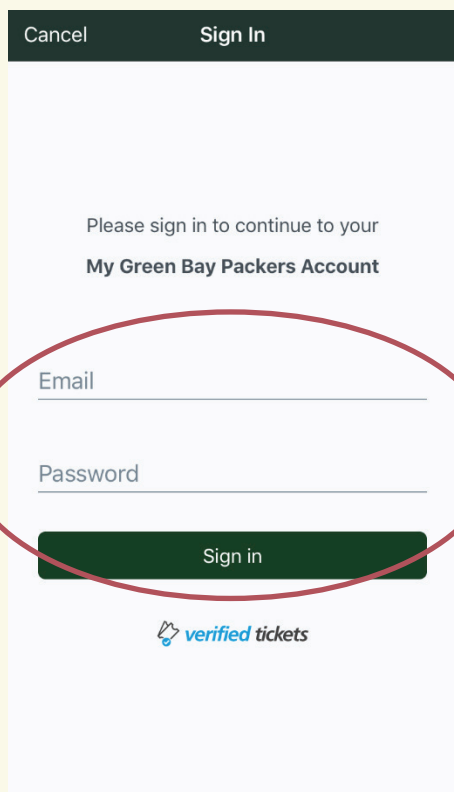 Cancel Sign In
Please sign in to continue to your
My Green Bay Packers Account
Email
Password
Sign in
verified tickets